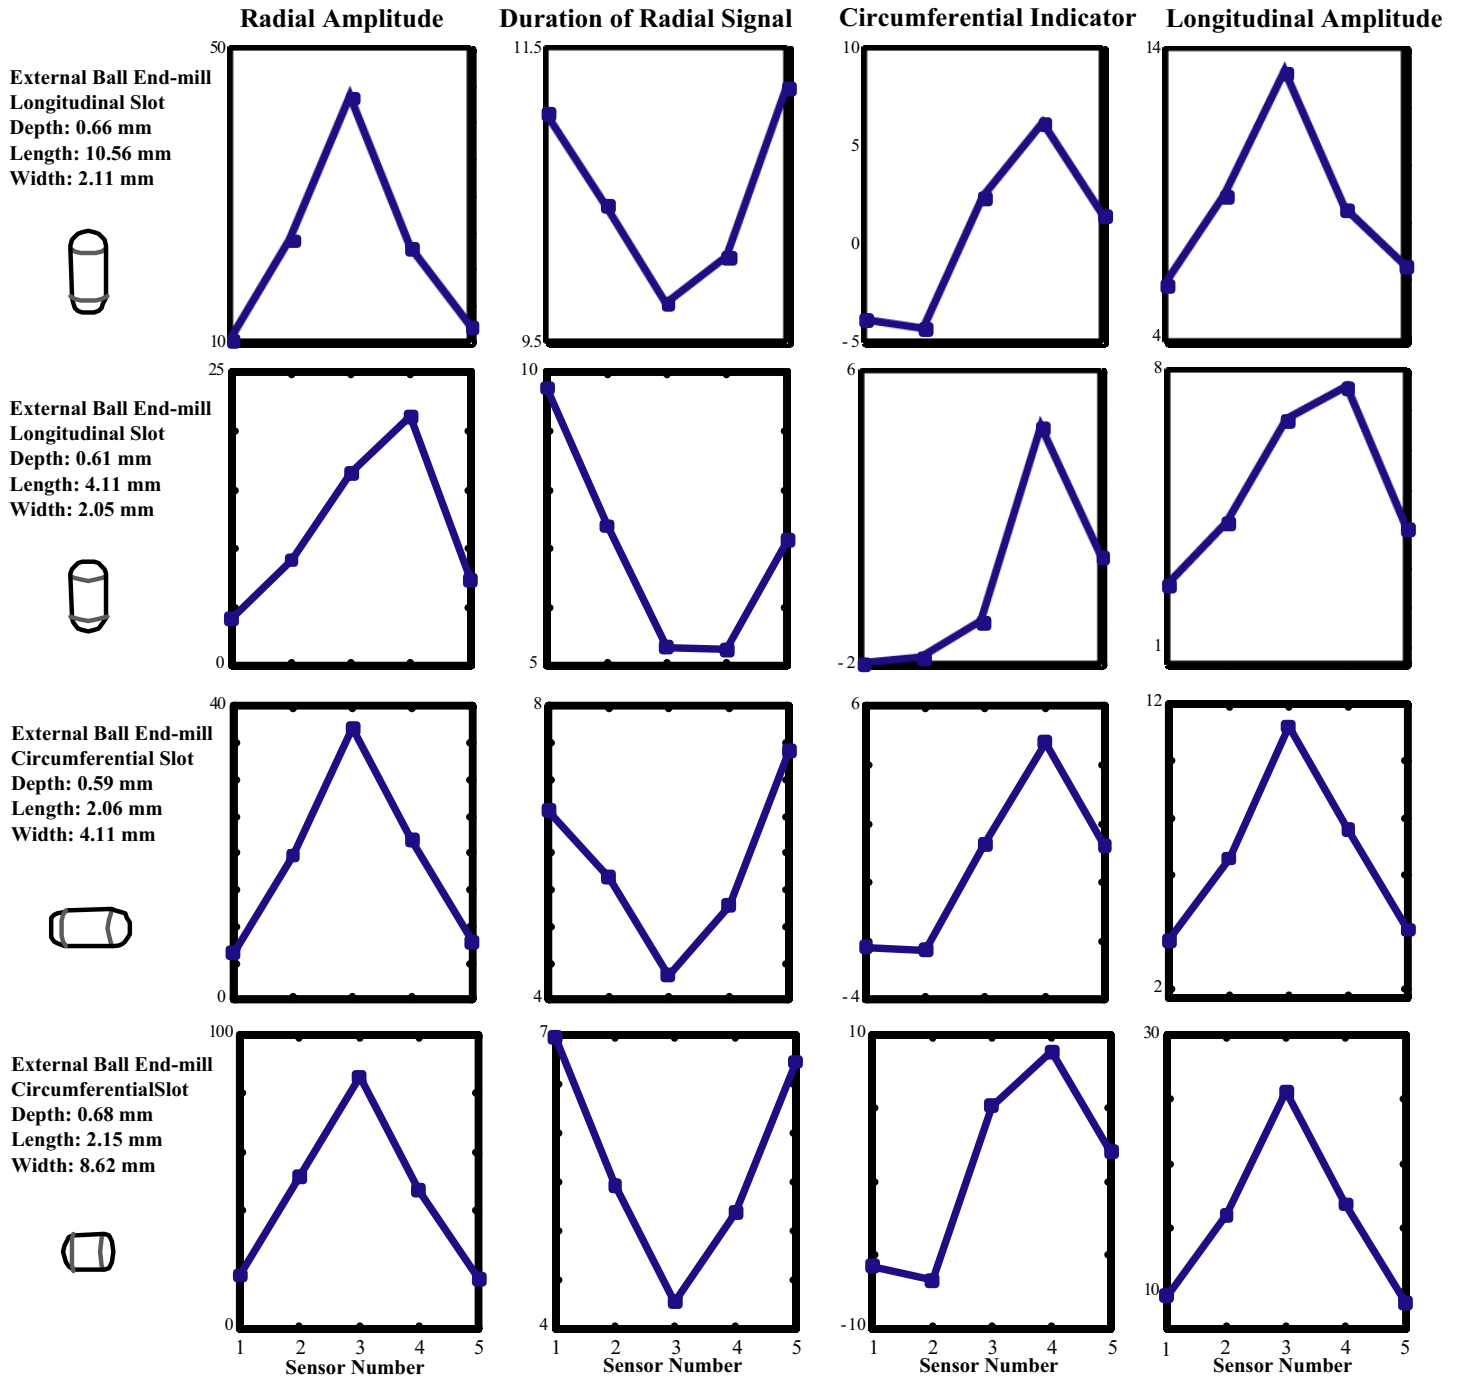 Radial Amplitude
Duration of Radial Signal
Circumferential Indicator
Longitudinal Amplitude
External Ball End-mill
Longitudinal Slot
Depth: 0.66 mm
Length: 10.56 mm
Width: 2.11 mm
50
10
11.5
9.5
10
5
0
-5
14
4
External Ball End-mill
Longitudinal Slot
Depth: 0.61 mm
Length: 4.11 mm
Width: 2.05 mm
25
0
10
5
6
-2
8
1
External Ball End-mill
Circumferential Slot
Depth: 0.59 mm
Length: 2.06 mm
Width: 4.11 mm
40
0
8
4
6
-4
12
2
External Ball End-mill
CircumferentialSlot
Depth: 0.68 mm
Length: 2.15 mm
Width: 8.62 mm
100
0
7
4
10
-10
30
10
1 2 3 4 5
1 2 3 4 5
1 2 3 4 5
1 2 3 4 5
Sensor Number
Sensor Number
Sensor Number
Sensor Number